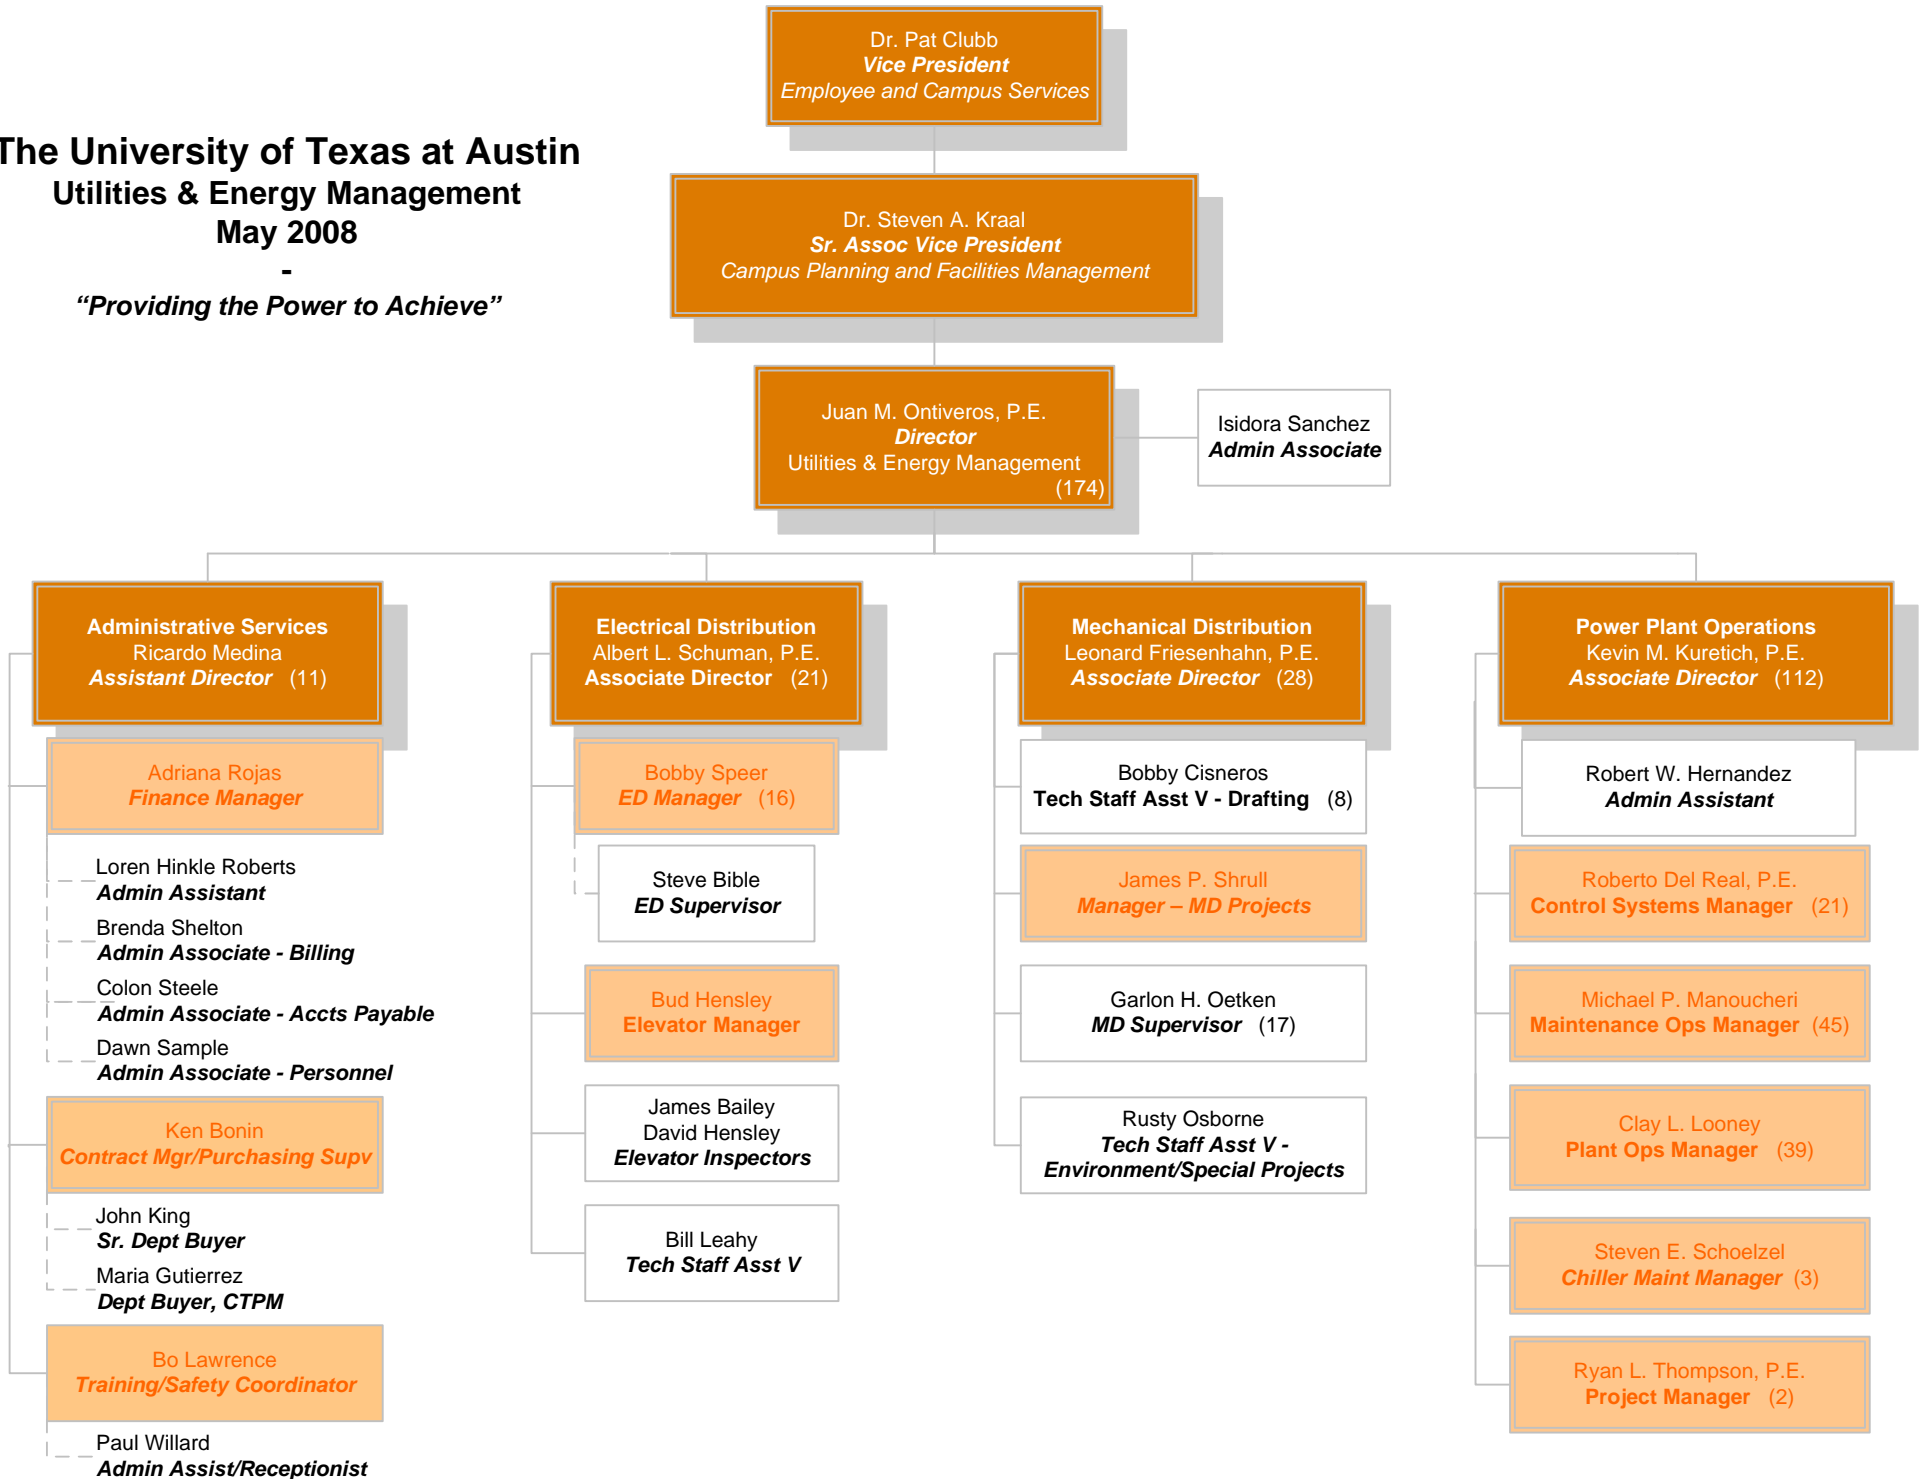 Dr. Pat Clubb
Vice President
Employee and Campus Services
The University of Texas at Austin
Utilities & Energy Management
May 2008
-
“Providing the Power to Achieve”
Dr. Steven A. Kraal
Sr. Assoc Vice President
Campus Planning and Facilities Management
Juan M. Ontiveros, P.E.
Director
Utilities & Energy Management
(174)
Isidora Sanchez
Admin Associate
Administrative Services
Ricardo Medina
Assistant Director (11)
Adriana Rojas
Finance Manager
Loren Hinkle Roberts
Admin Assistant
Brenda Shelton
Admin Associate - Billing
Colon Steele
Admin Associate - Accts Payable
Dawn Sample
Admin Associate - Personnel
Ken Bonin
Contract Mgr/Purchasing Supv
John King
Sr. Dept Buyer
Maria Gutierrez
Dept Buyer, CTPM
Bo Lawrence
Training/Safety Coordinator
Paul Willard
Admin Assist/Receptionist
Electrical Distribution
Albert L. Schuman, P.E.
Associate Director (21)
Bobby Speer
ED Manager (16)
Steve Bible
ED Supervisor
Bud Hensley
Elevator Manager
James Bailey
David Hensley
Elevator Inspectors
Bill Leahy
Tech Staff Asst V
Mechanical Distribution
Leonard Friesenhahn, P.E.
Associate Director (28)
Bobby Cisneros
Tech Staff Asst V - Drafting (8)
James P. Shrull
Manager – MD Projects
Garlon H. Oetken
MD Supervisor (17)
Rusty Osborne
Tech Staff Asst V -
Environment/Special Projects
Power Plant Operations
Kevin M. Kuretich, P.E.
Associate Director (112)
Robert W. Hernandez
Admin Assistant
Roberto Del Real, P.E.
Control Systems Manager (21)
Michael P. Manoucheri
Maintenance Ops Manager (45)
Clay L. Looney
Plant Ops Manager (39)
Steven E. Schoelzel
Chiller Maint Manager (3)
Ryan L. Thompson, P.E.
Project Manager (2)